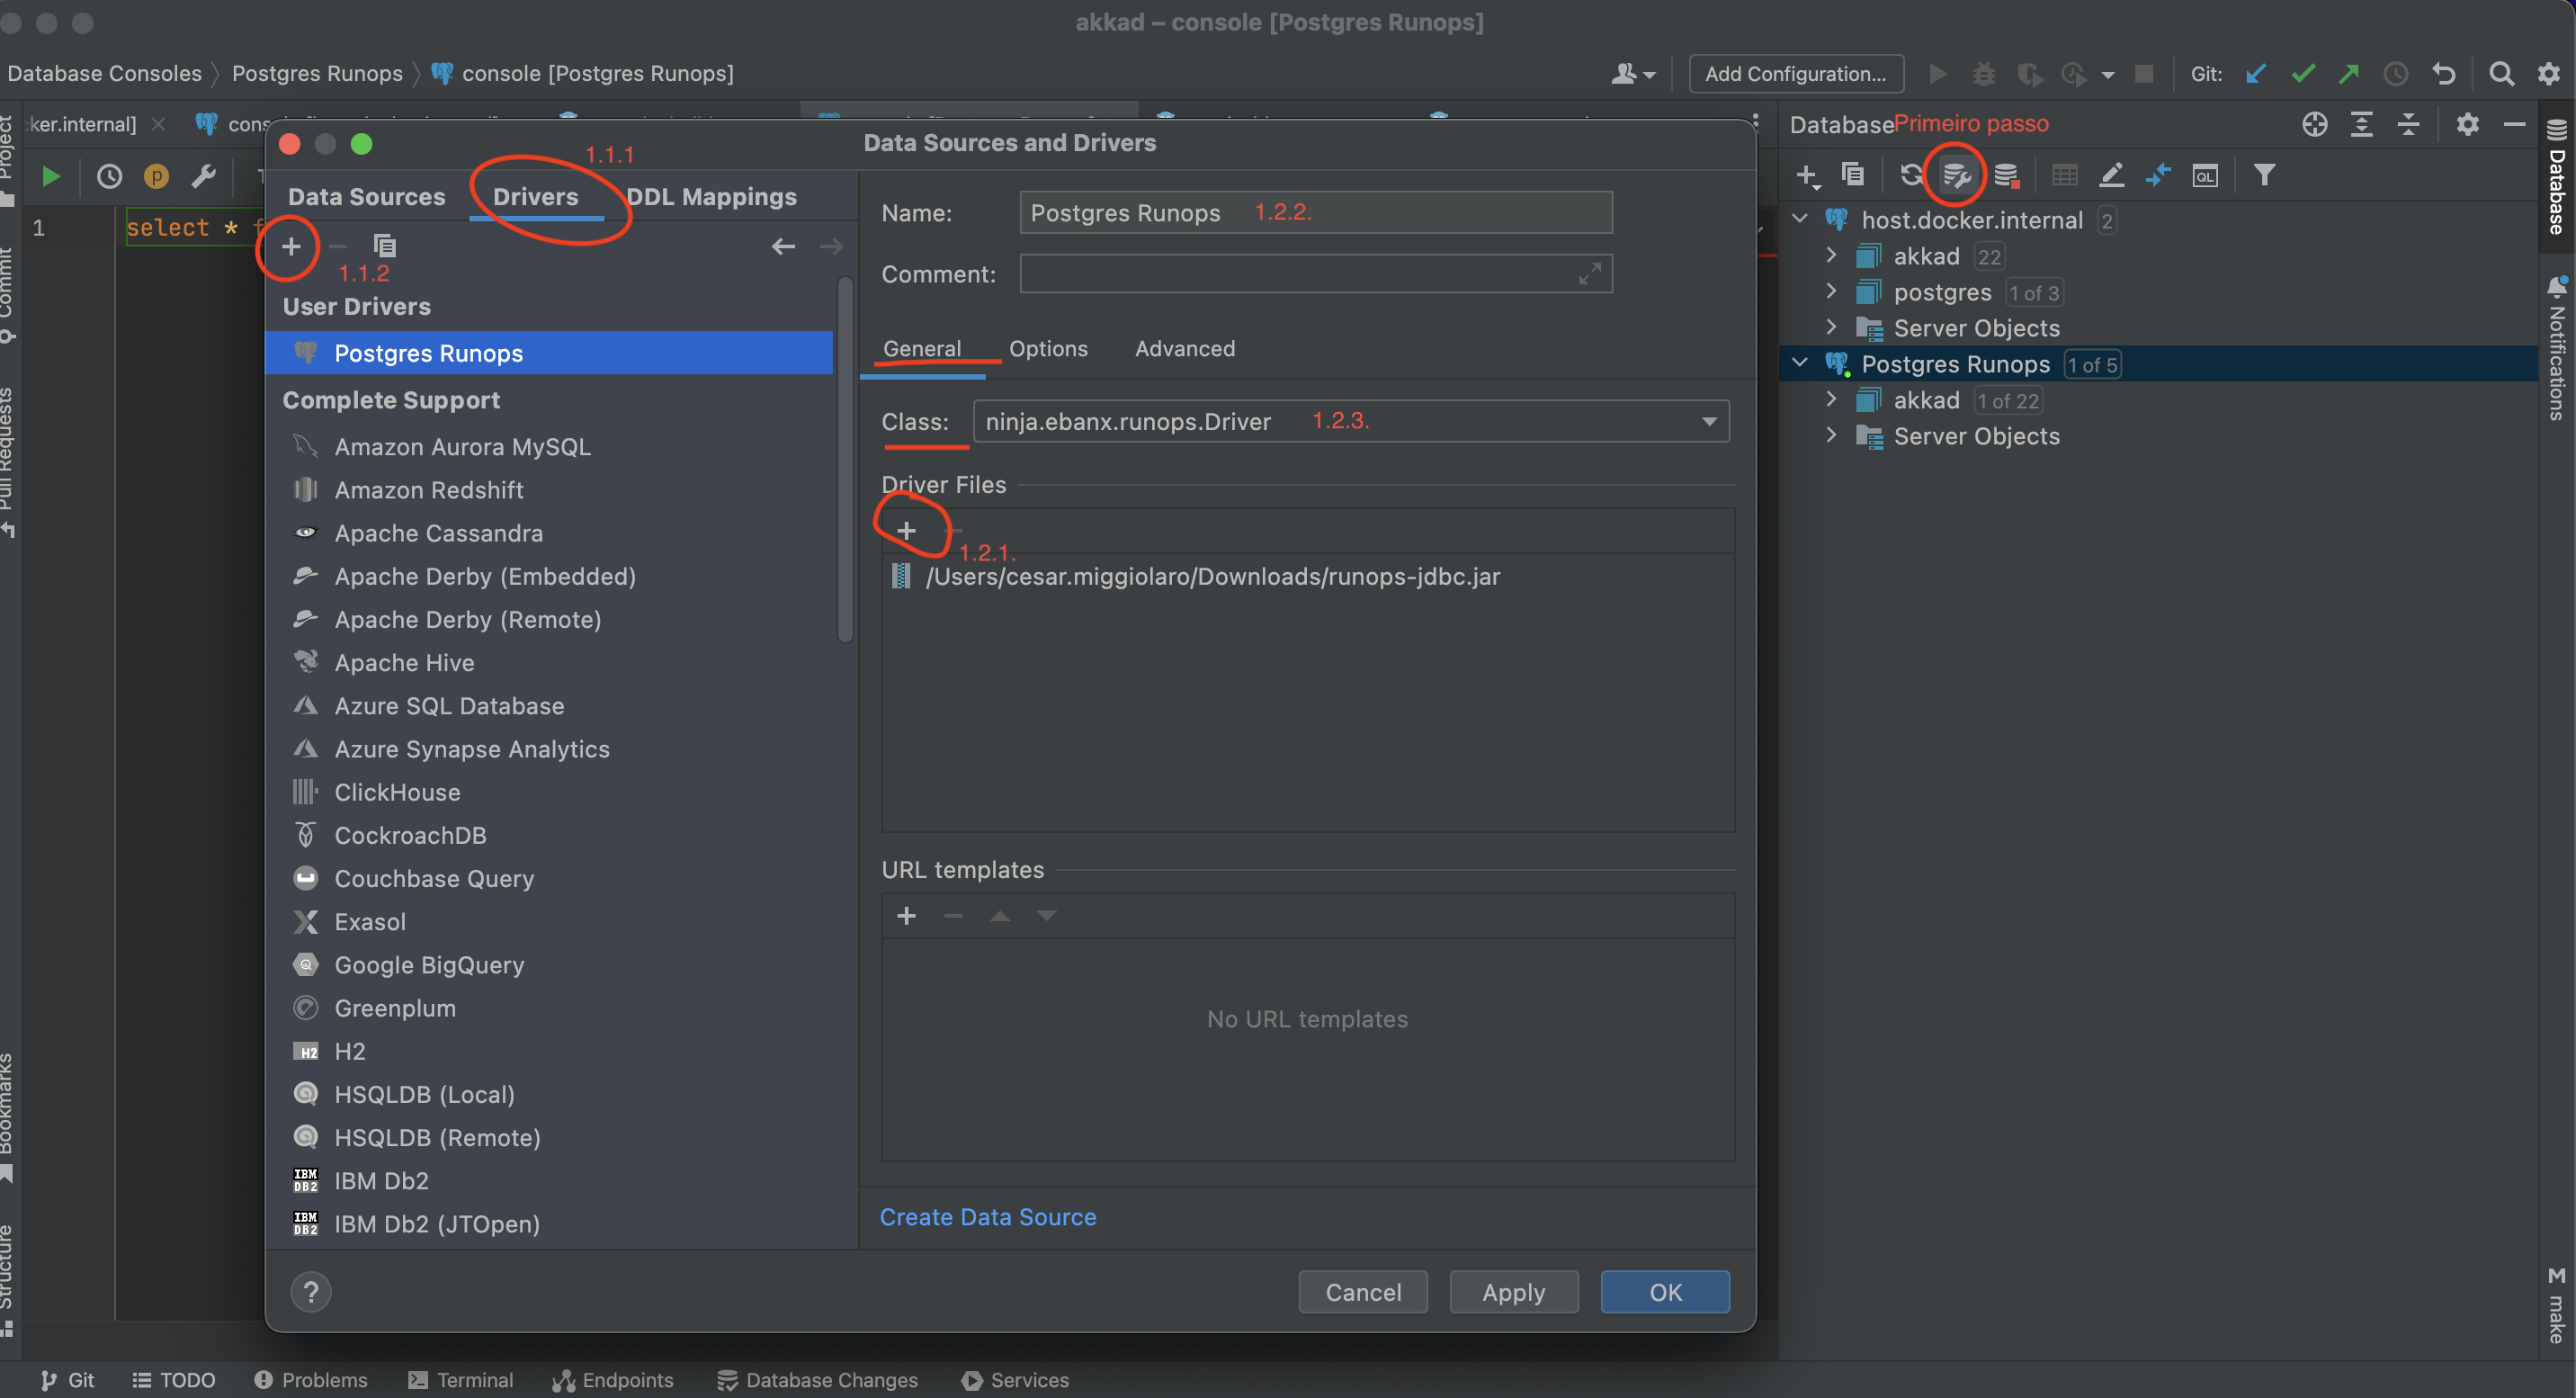 akkad – console [Postgres Runops]
Database Consoles
Postgres Runops
console [Postgres Runops]
Add Configuration...
Git:
ker.internal]
Database
Primeiro passo
Data Sources and Drivers
1.1.1
Data Sources
Drivers
DDL Mappings
1
select *
1.1.2
User Drivers
Postgres Runops
Complete Support
Amazon Aurora MySQL
Amazon Redshift
Apache Cassandra
Apache Derby (Embedded)
Apache Derby (Remote)
Apache Hive
Azure SQL Database
Azure Synapse Analytics
ClickHouse
CockroachDB
Couchbase Query
Exasol
Google BigQuery
Greenplum
H2
HSQLDB (Local)
HSQLDB (Remote)
IBM Db2
IBM Db2 (JTOpen)
Name:
Postgres Runops
1.2.2.
Comment:
General
Options
Advanced
Class:
ninja.ebanx.runops.Driver
1.2.3.
Driver Files
1.2.1.
/Users/cesar.miggiolaro/Downloads/runops-jdbc.jar
URL templates
No URL templates
Create Data Source
?
Cancel
Apply
OK
QL
host.docker.internal 2
akkad 22
postgres 1 of 3
Server Objects
Postgres Runops 1 of 5
akkad 1 of 22
Server Objects
Project
Commit
Pull Requests
Bookmarks
Structure
Database
Notifications
M make
Git
TODO
Problems
Terminal
Endpoints
Database Changes
Services